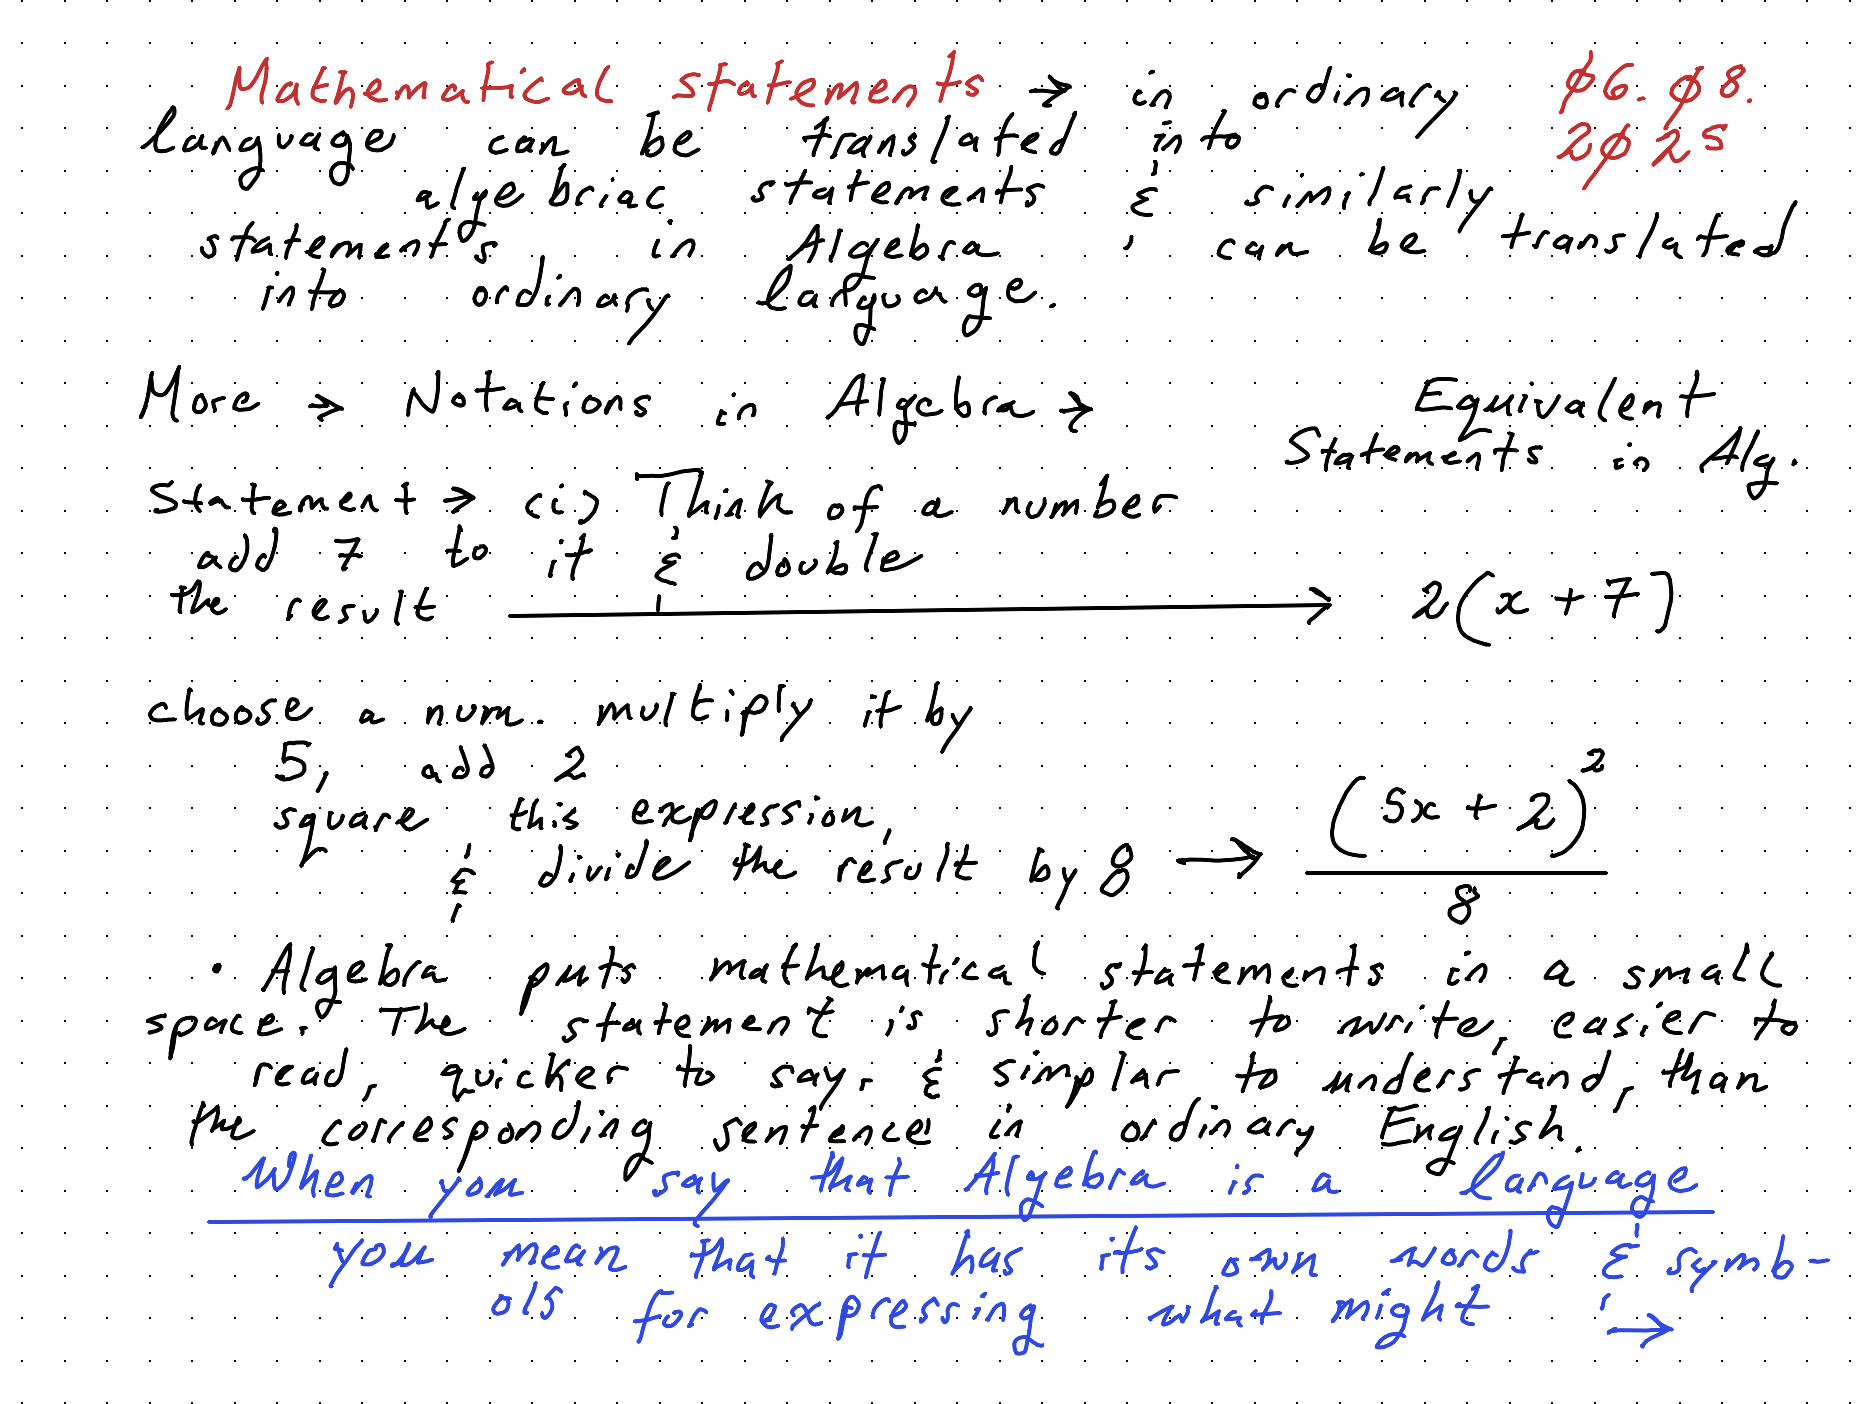 Mathematical statements → in ordinary
ø6. ø8.
2ø25
language can be translated into
algebriac statements & similarly
statements in Algebra, can be translated
into ordinary language.
More → Notations in Algebra →
Equivalent
Statements in Alg.
Statement → (i) Think of a number
add 7 to it & double
the result → 2(x + 7)
choose a num. multiply it by
5, add 2
square this expression,
& divide the result by 8 → (5x + 2)²
8
• Algebra puts mathematical statements in a small
space. The statement is shorter to write, easier to
read, quicker to say, & simplar to understand, than
the corresponding sentence in ordinary English.
When you say that Algebra is a language
you mean that it has its own words & symb-
ols for expressing what might →